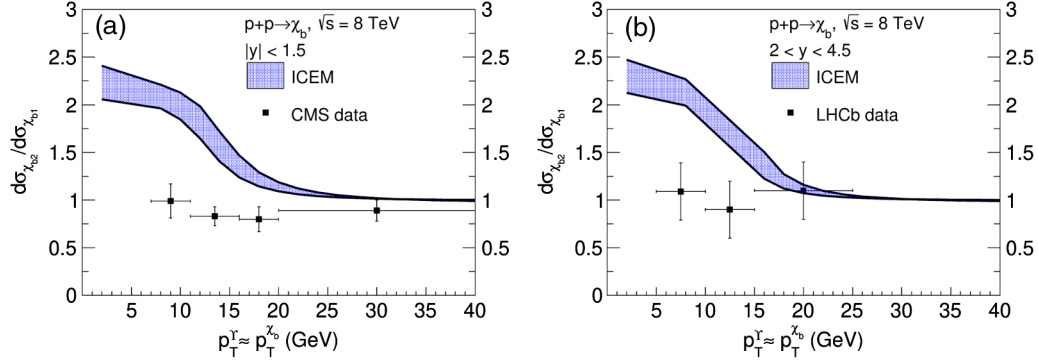 (a)
p+p→χb, √s = 8 TeV
|y| < 1.5
ICEM
CMS data
dσχb2/dσχb1
3
2.5
2
1.5
1
0.5
0
3
2.5
2
1.5
1
0.5
5 10 15 20 25 30 35 40
pTΥ ≈ pTχb (GeV)
(b)
p+p→χb, √s = 8 TeV
2 < y < 4.5
ICEM
LHCb data
dσχb2/dσχb1
3
2.5
2
1.5
1
0.5
0
3
2.5
2
1.5
1
0.5
5 10 15 20 25 30 35 40
pTΥ ≈ pTχb (GeV)